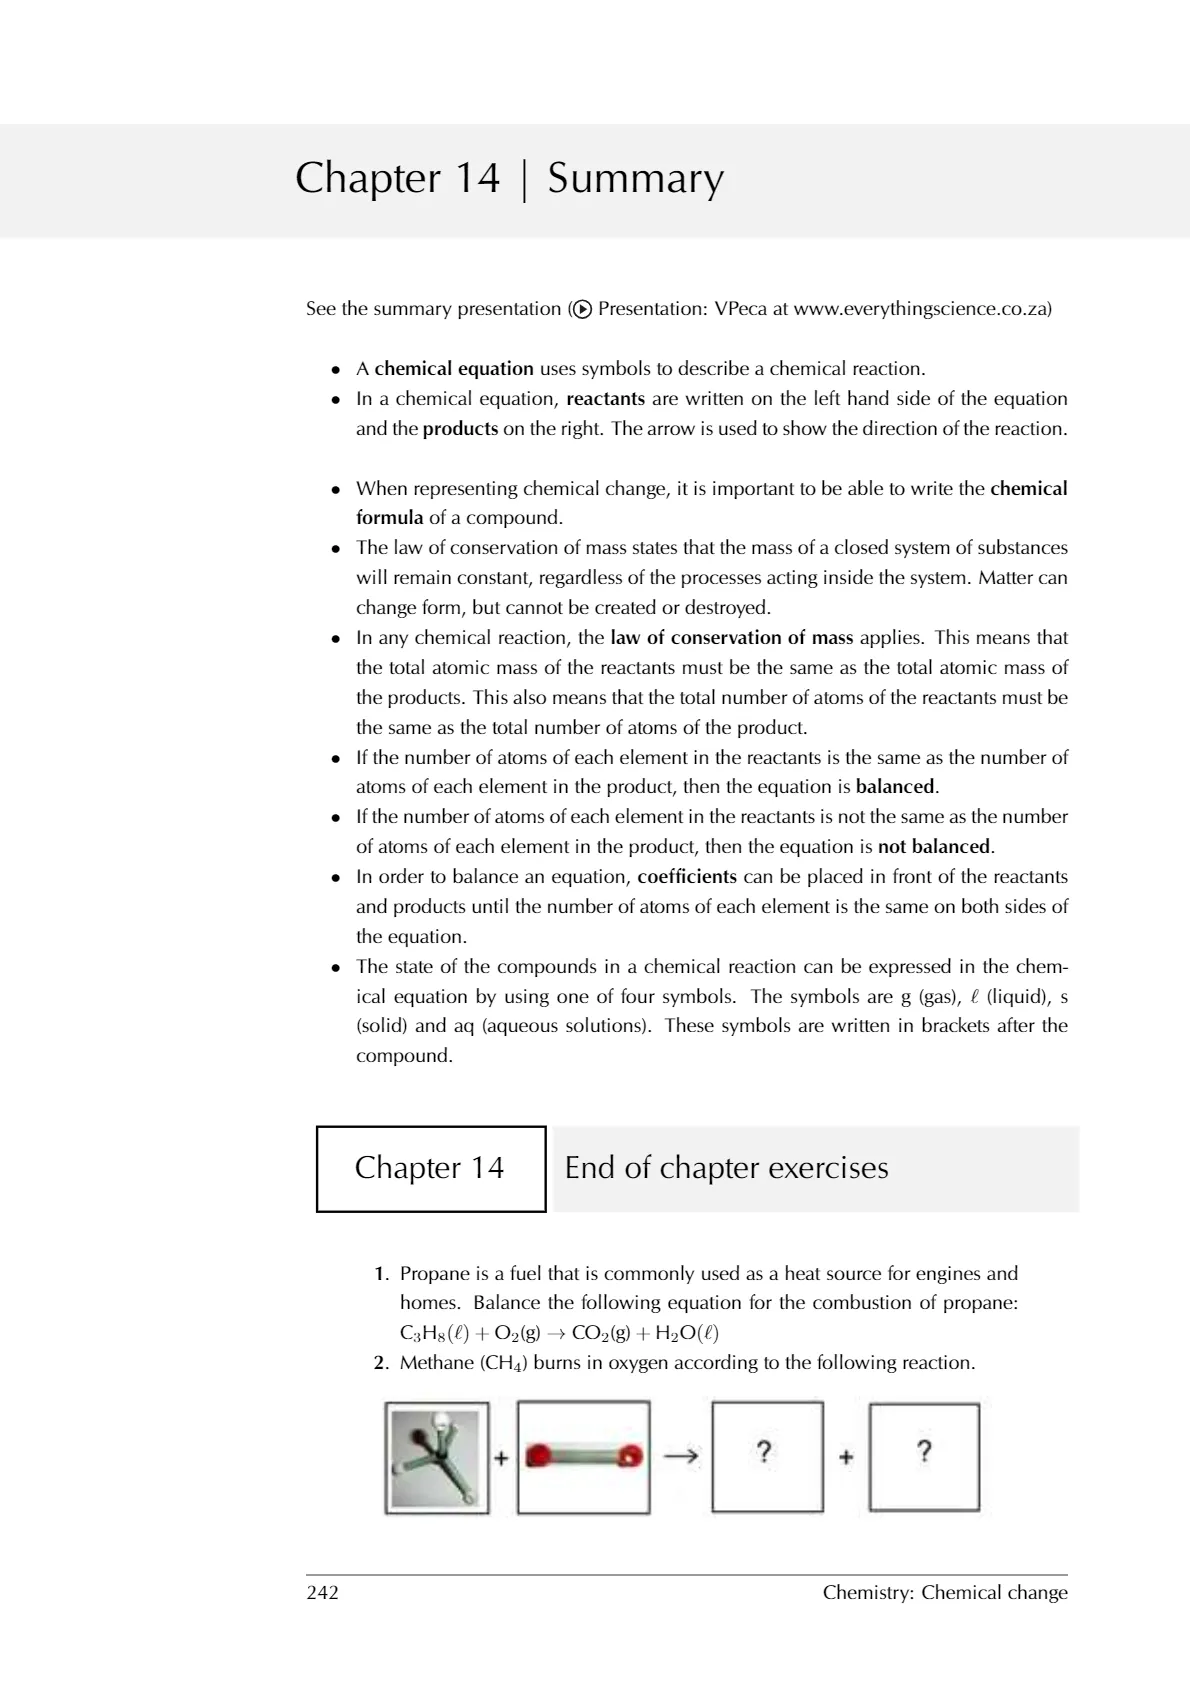 Chapter 14 | Summary
See the summary presentation (▶ Presentation: VPeca at www.everythingscience.co.za)
• A chemical equation uses symbols to describe a chemical reaction.
• In a chemical equation, reactants are written on the left hand side of the equation
and the products on the right. The arrow is used to show the direction of the reaction.
• When representing chemical change, it is important to be able to write the chemical
formula of a compound.
• The law of conservation of mass states that the mass of a closed system of substances
will remain constant, regardless of the processes acting inside the system. Matter can
change form, but cannot be created or destroyed.
• In any chemical reaction, the law of conservation of mass applies. This means that
the total atomic mass of the reactants must be the same as the total atomic mass of
the products. This also means that the total number of atoms of the reactants must be
the same as the total number of atoms of the product.
• If the number of atoms of each element in the reactants is the same as the number of
atoms of each element in the product, then the equation is balanced.
• If the number of atoms of each element in the reactants is not the same as the number
of atoms of each element in the product, then the equation is not balanced.
• In order to balance an equation, coefficients can be placed in front of the reactants
and products until the number of atoms of each element is the same on both sides of
the equation.
• The state of the compounds in a chemical reaction can be expressed in the chem-
ical equation by using one of four symbols. The symbols are g (gas), ℓ (liquid), s
(solid) and aq (aqueous solutions). These symbols are written in brackets after the
compound.
Chapter 14 End of chapter exercises
1. Propane is a fuel that is commonly used as a heat source for engines and
homes. Balance the following equation for the combustion of propane:
C₃H₈(ℓ) + O₂(g) → CO₂(g) + H₂O(ℓ)
2. Methane (CH₄) burns in oxygen according to the following reaction.
+ → ? + ?
242 Chemistry: Chemical change